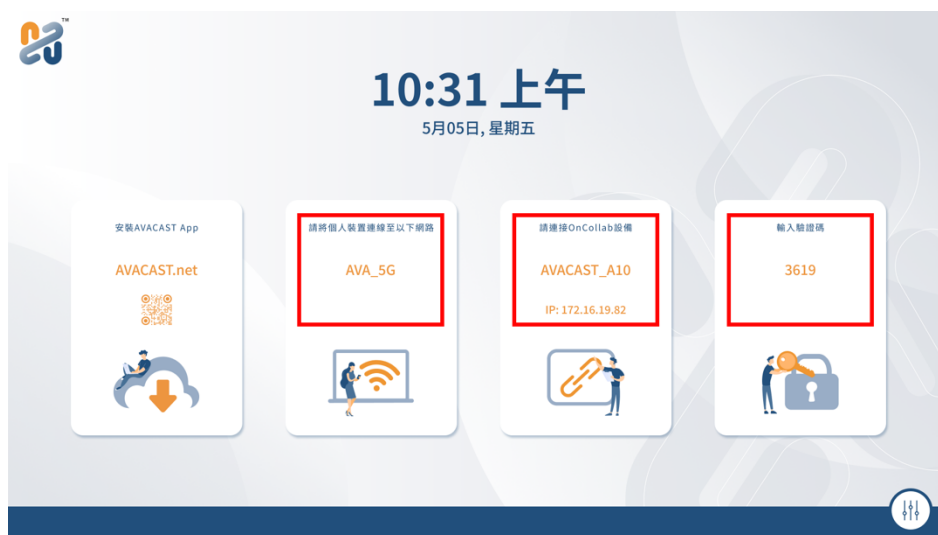 TM
10:31 上午
5月05日, 星期五
安裝AVACAST App
AVACAST.net
請將個人裝置連線至以下網路
AVA_5G
請連接OnCollab設備
AVACAST_A10
IP: 172.16.19.82
輸入驗證碼
3619